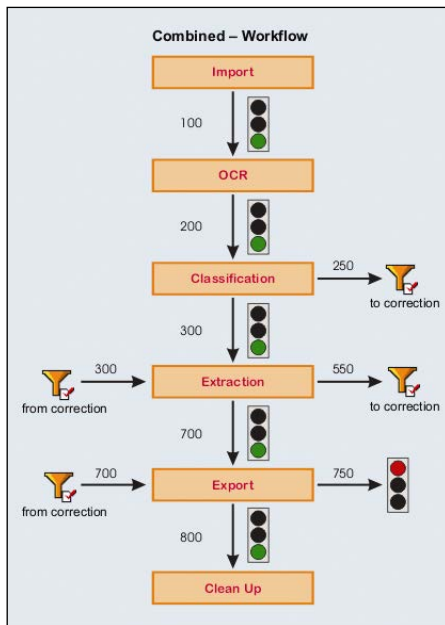 Combined – Workflow
Import
100
OCR
200
Classification
250
to correction
300
300
from correction
Extraction
550
to correction
700
700
from correction
Export
750
800
Clean Up